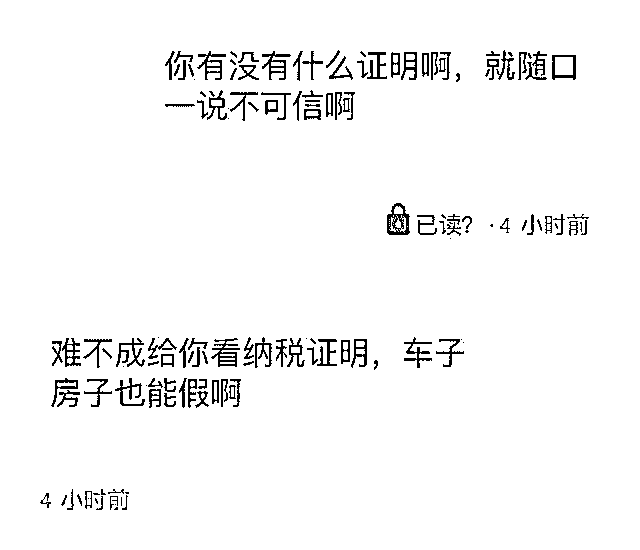 你有没有什么证明啊，就随口
一说不可信啊
已读? · 4 小时前
难不成给你看纳税证明，车子
房子也能假啊
4 小时前